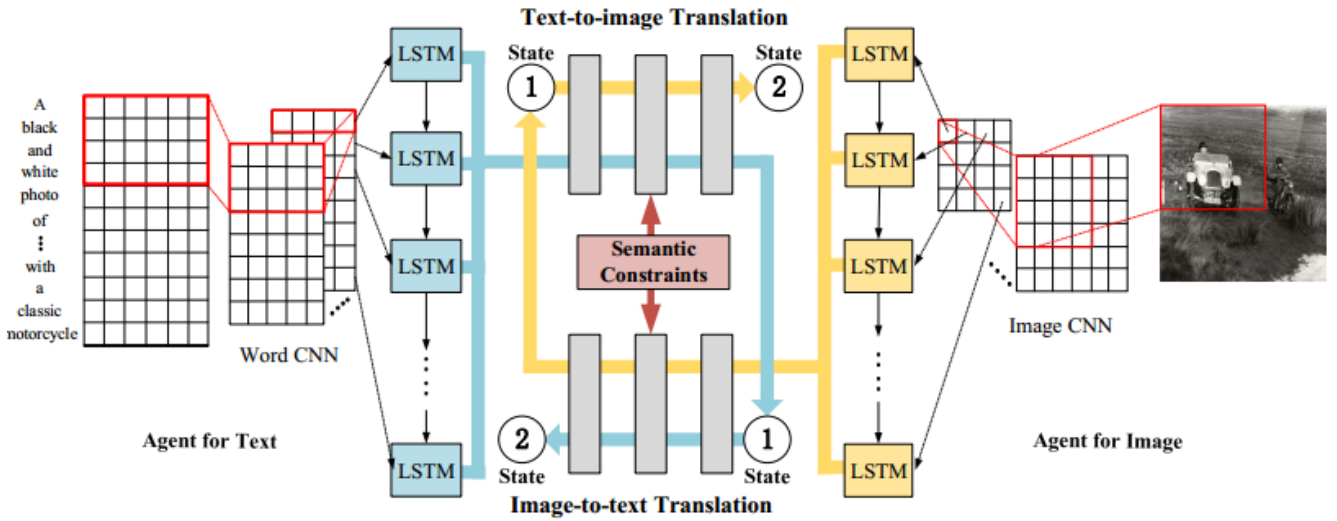 Text-to-image Translation
A
black
and
white
photo
of
with
a
classic
motorcycle
Word CNN
Agent for Text
LSTM
LSTM
LSTM
LSTM
State
1
State
2
Semantic
Constraints
2
State
1
State
Image-to-text Translation
LSTM
LSTM
LSTM
LSTM
Image CNN
Agent for Image